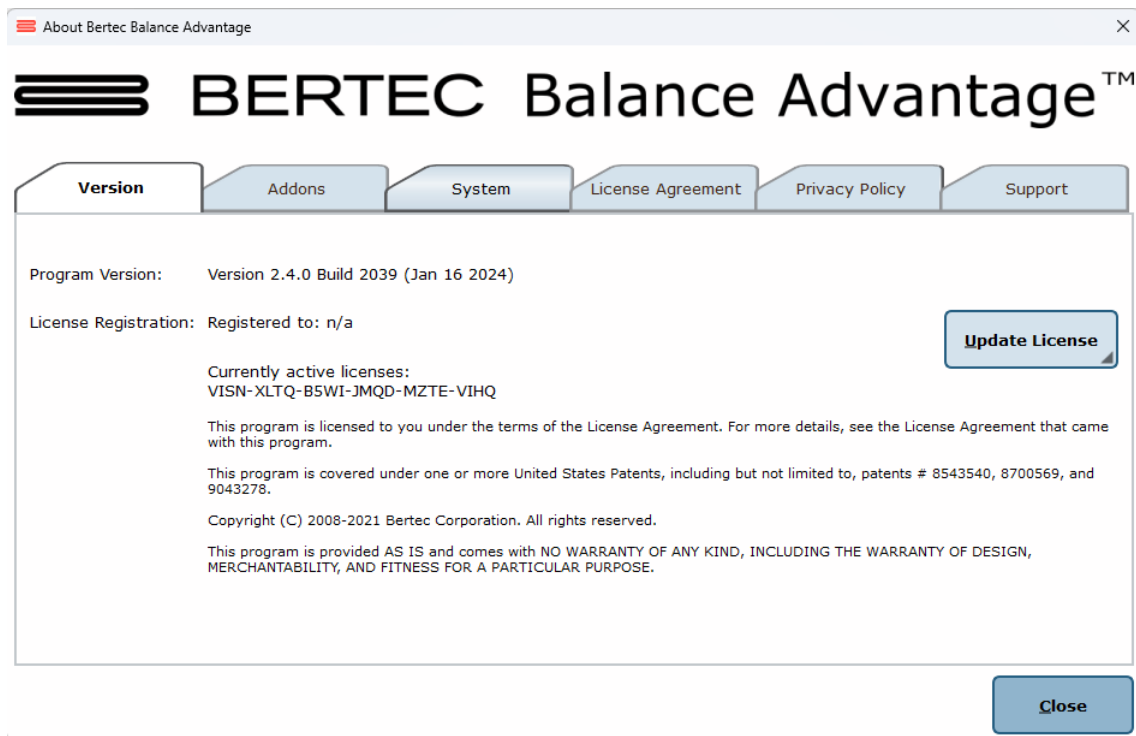 About Bertec Balance Advantage
BERTEC Balance Advantage™
Version
Addons
System
License Agreement
Privacy Policy
Support
Program Version: Version 2.4.0 Build 2039 (Jan 16 2024)
License Registration: Registered to: n/a
Update License
Currently active licenses:
VISN-XLTQ-B5WI-JMQD-MZTE-VIHQ
This program is licensed to you under the terms of the License Agreement. For more details, see the License Agreement that came
with this program.
This program is covered under one or more United States Patents, including but not limited to, patents # 8543540, 8700569, and
9043278.
Copyright (C) 2008-2021 Bertec Corporation. All rights reserved.
This program is provided AS IS and comes with NO WARRANTY OF ANY KIND, INCLUDING THE WARRANTY OF DESIGN,
MERCHANTABILITY, AND FITNESS FOR A PARTICULAR PURPOSE.
Close